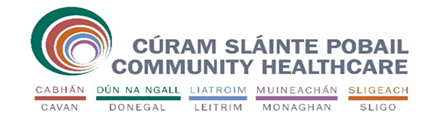 CÚRAM SLÁINTE POBAIL
COMMUNITY HEALTHCARE
CABHÁN DÚN NA NGALL LIATROIM MUINEACHÁN SLIGEACH
CAVAN DONEGAL LEITRIM MONAGHAN SLIGO